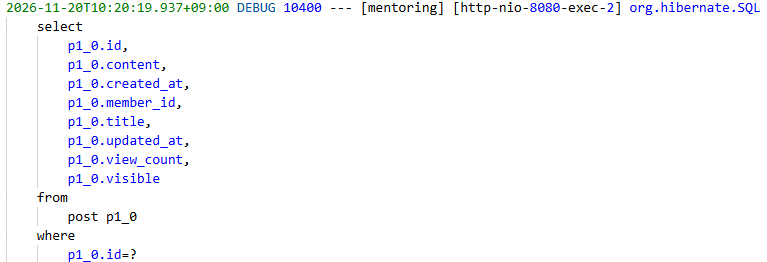 2026-11-20T10:20:19.937+09:00 DEBUG 10400 --- [mentoring] [http-nio-8080-exec-2] org.hibernate.SQL
select
p1_0.id,
p1_0.content,
p1_0.created_at,
p1_0.member_id,
p1_0.title,
p1_0.updated_at,
p1_0.view_count,
p1_0.visible
from
post p1_0
where
p1_0.id=?